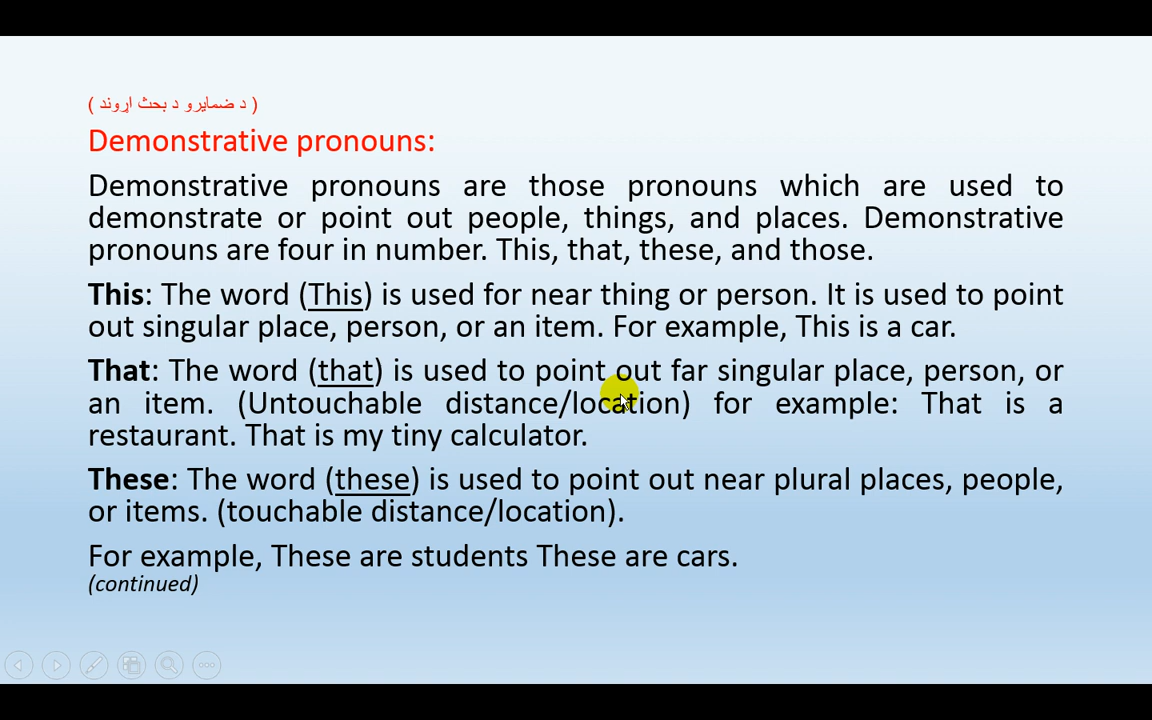 ( د ضمایرو د بحث اړوند )
Demonstrative pronouns:
Demonstrative pronouns are those pronouns which are used to
demonstrate or point out people, things, and places. Demonstrative
pronouns are four in number. This, that, these, and those.
This: The word (This) is used for near thing or person. It is used to point
out singular place, person, or an item. For example, This is a car.
That: The word (that) is used to point out far singular place, person, or
an item. (Untouchable distance/location) for example: That is a
restaurant. That is my tiny calculator.
These: The word (these) is used to point out near plural places, people,
or items. (touchable distance/location).
For example, These are students These are cars.
(continued)